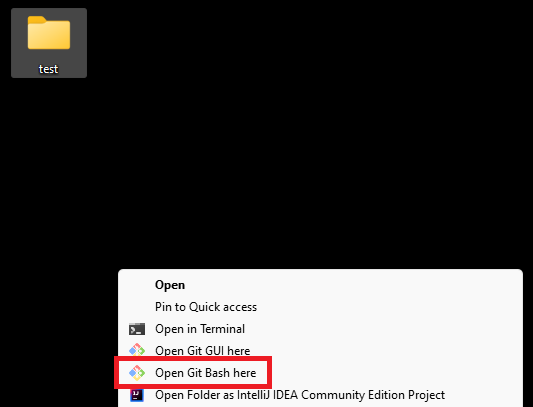 test
Open
Pin to Quick access
Open in Terminal
Open Git GUI here
Open Git Bash here
Open Folder as IntelliJ IDEA Community Edition Project